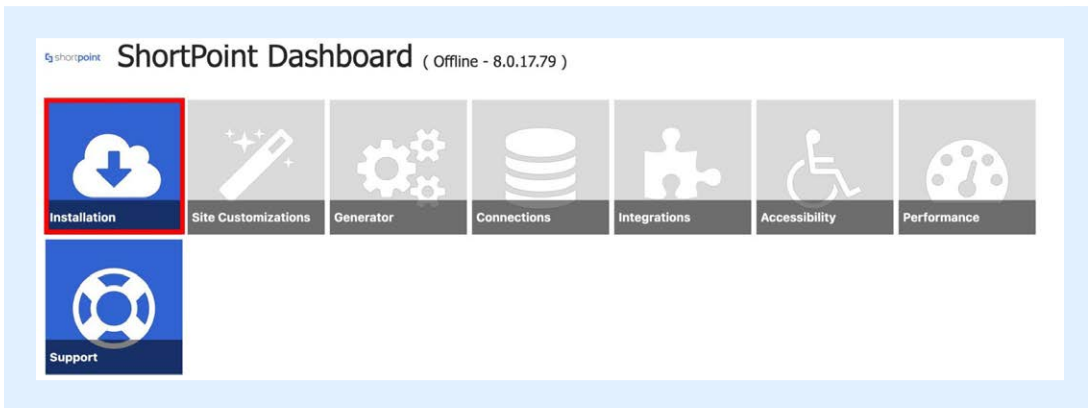 shortpoint ShortPoint Dashboard ( Offline - 8.0.17.79 )
Installation Site Customizations Generator Connections Integrations Accessibility Performance
Support